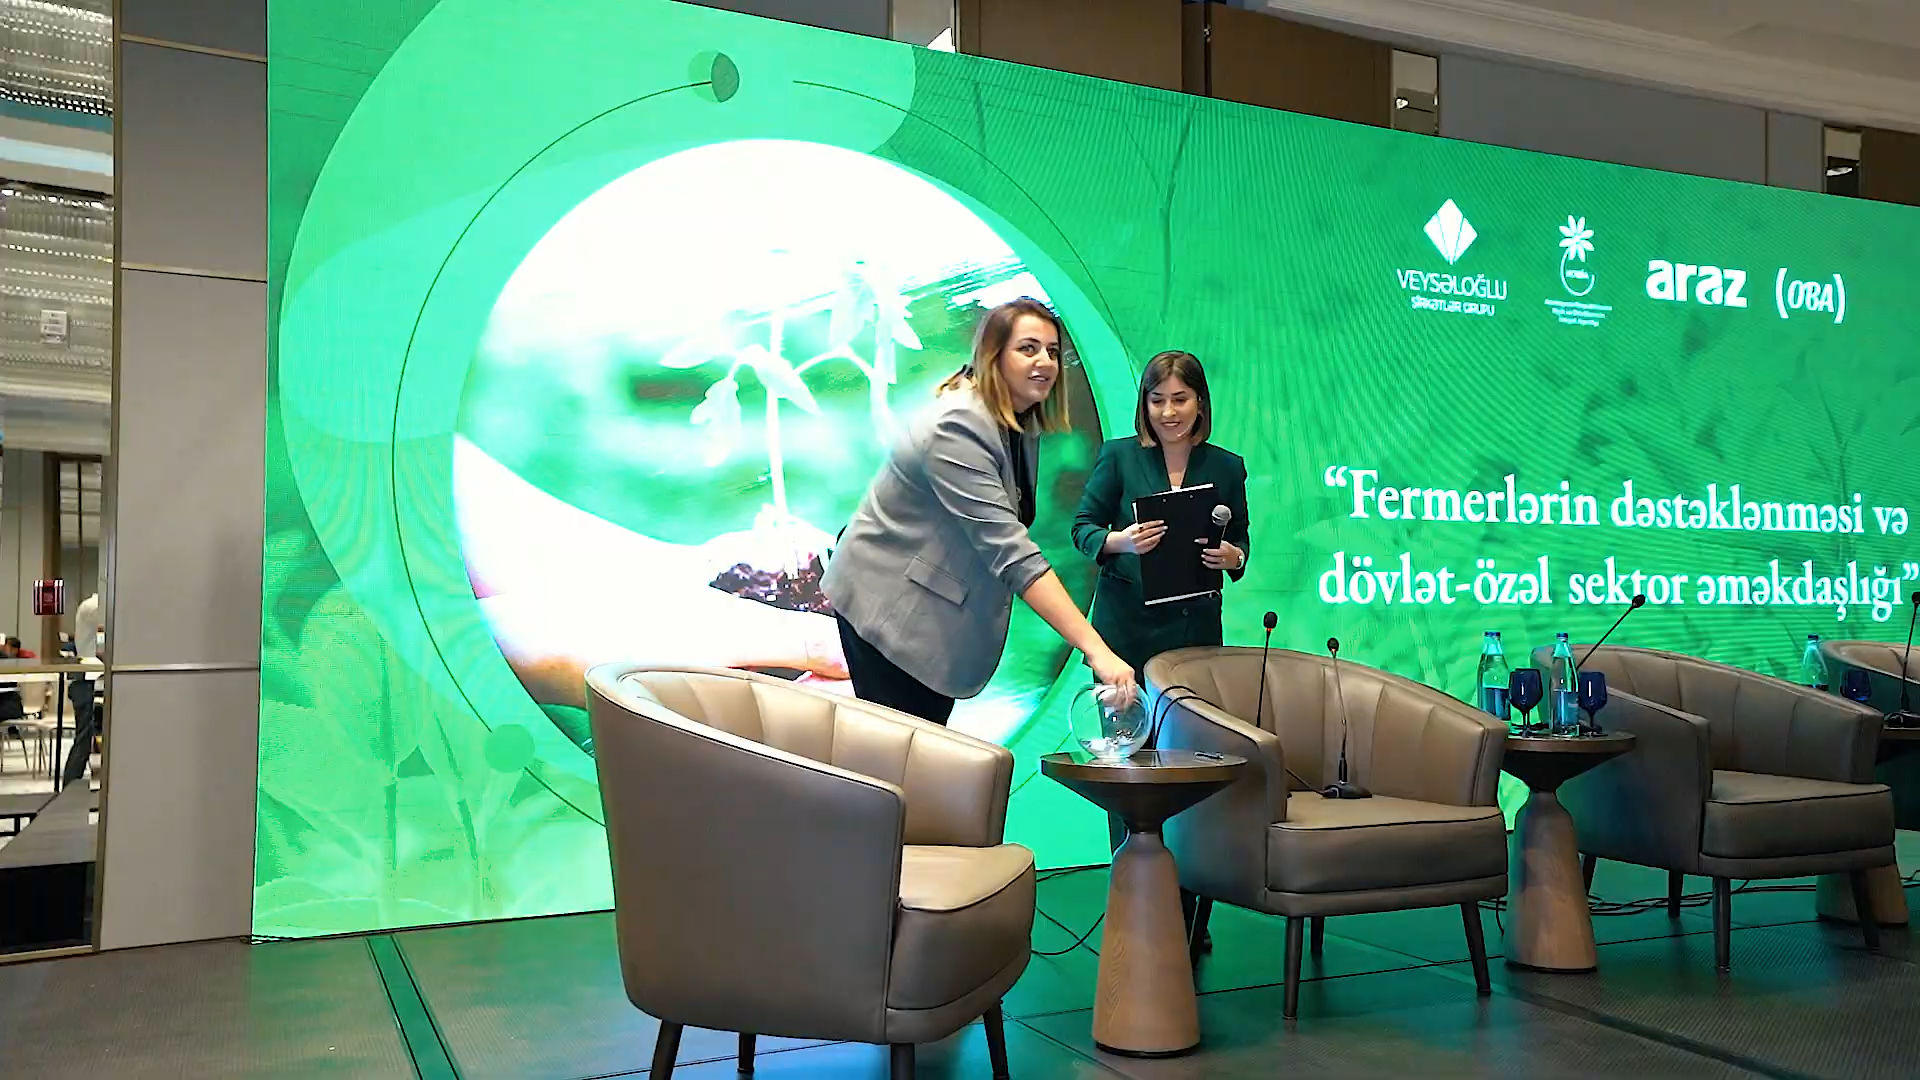 VEYSƏLOĞLU
ŞİRKƏTLƏR QRUPU
araz
(OBA)
“Fermerlərin dəstəklənməsi və
dövlət-özəl sektor əməkdaşlığı”